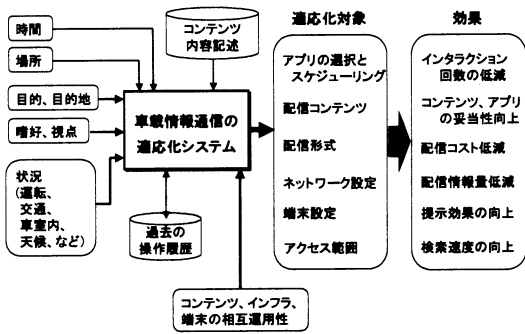 時間
場所
目的、目的地
嗜好、視点
状況
(運転、
交通、
車室内、
天候、など)
コンテンツ
内容記述
車載情報通信の
適応化システム
過去の
操作履歴
コンテンツ、インフラ、
端末の相互運用性
適応化対象
アプリの選択と
スケジューリング
配信コンテンツ
配信形式
ネットワーク設定
端末設定
アクセス範囲
効果
インタラクション
回数の低減
コンテンツ、アプリ
の妥当性向上
配信コスト低減
配信情報量低減
提示効果の向上
検索速度の向上